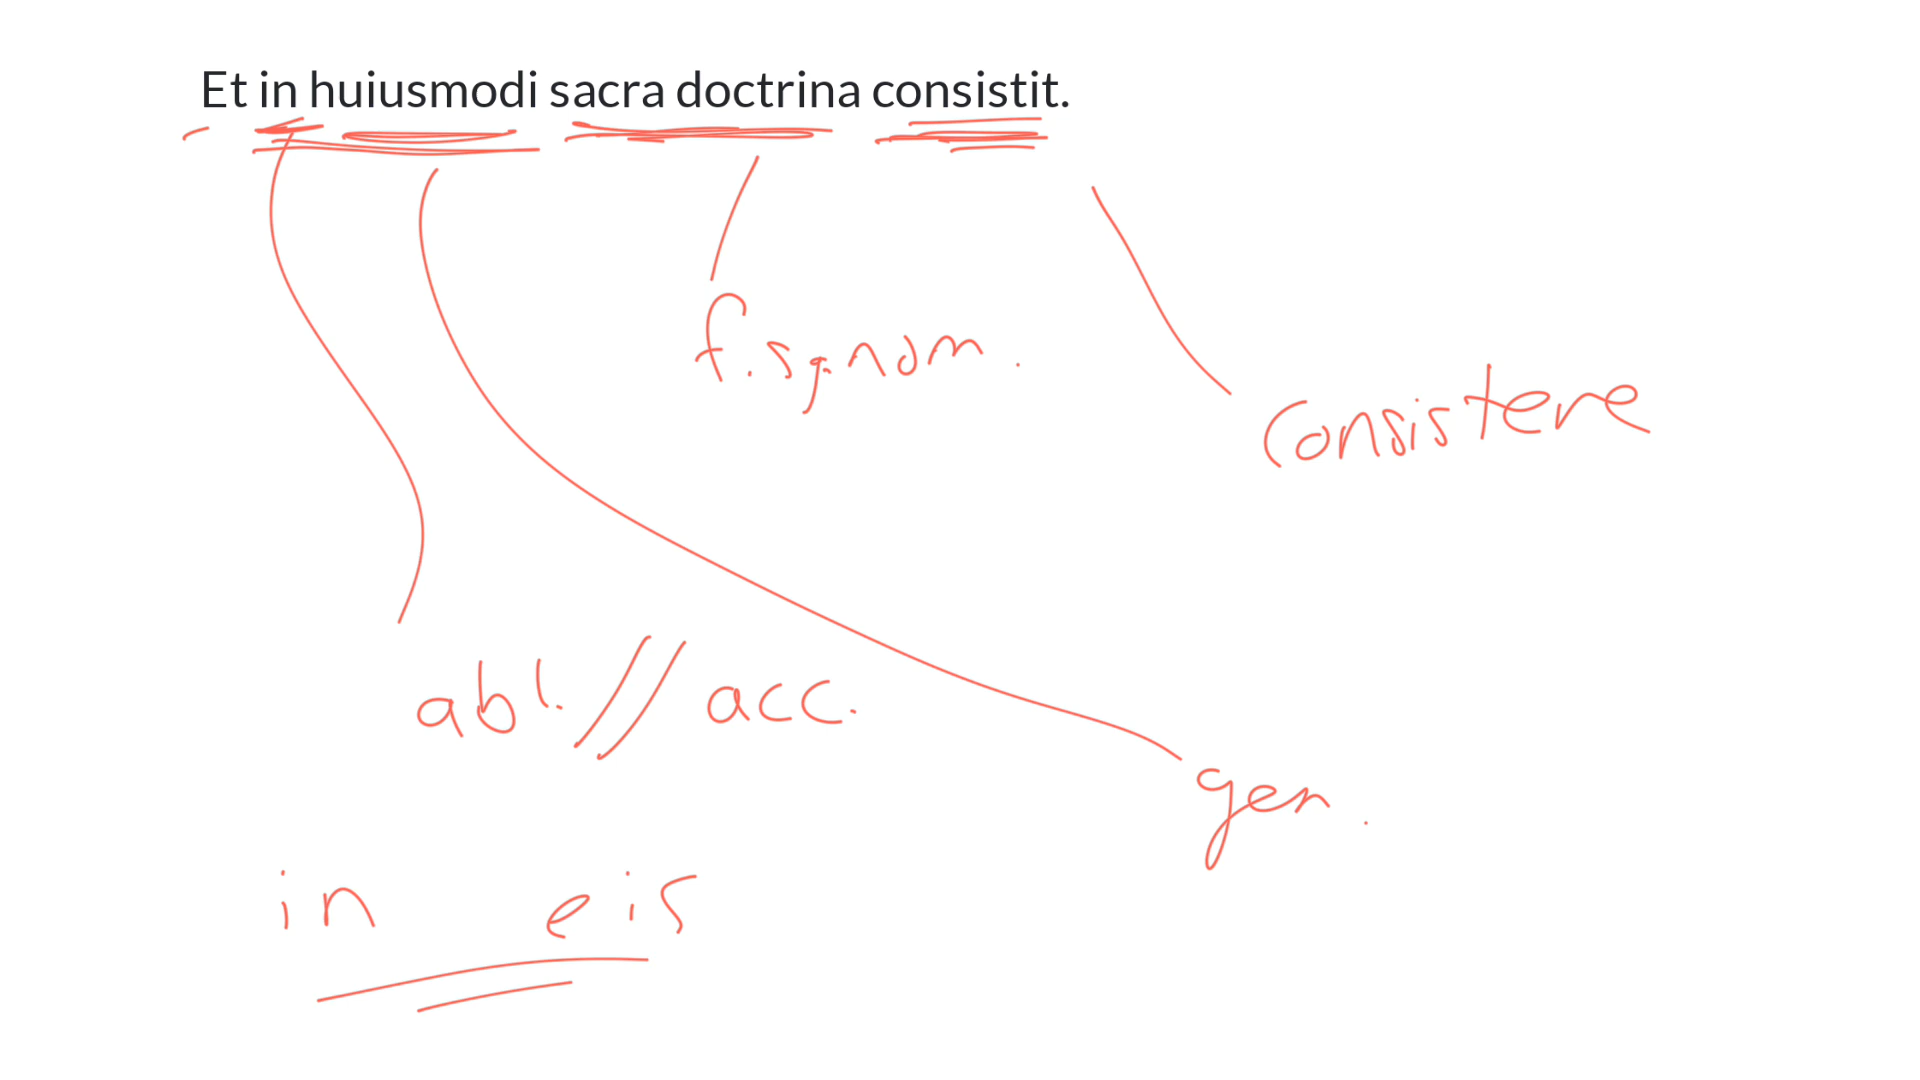 Et in huiusmodi sacra doctrina consistit.
f. sg. nom.
consistere
abl. // acc.
gen.
in eis